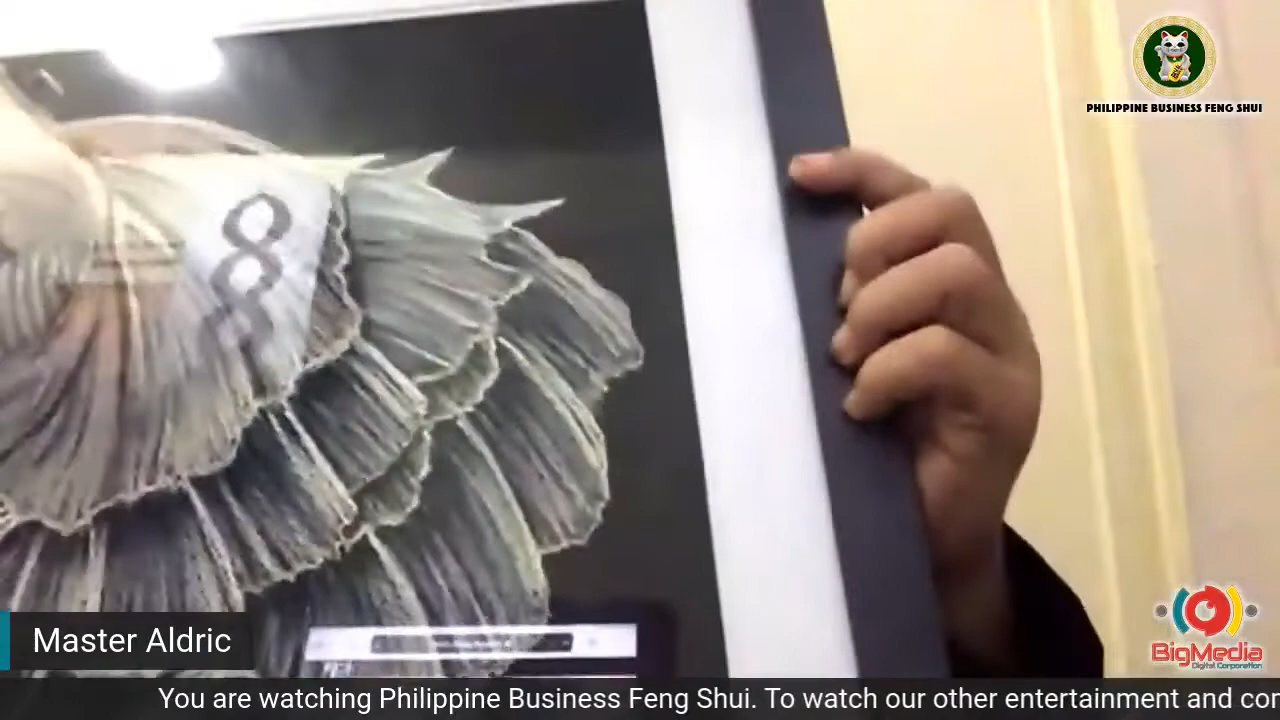 PHILIPPINE BUSINESS FENG SHUI
8
Master Aldric
BigMedia
Digital Corporation
You are watching Philippine Business Feng Shui. To watch our other entertainment and cor